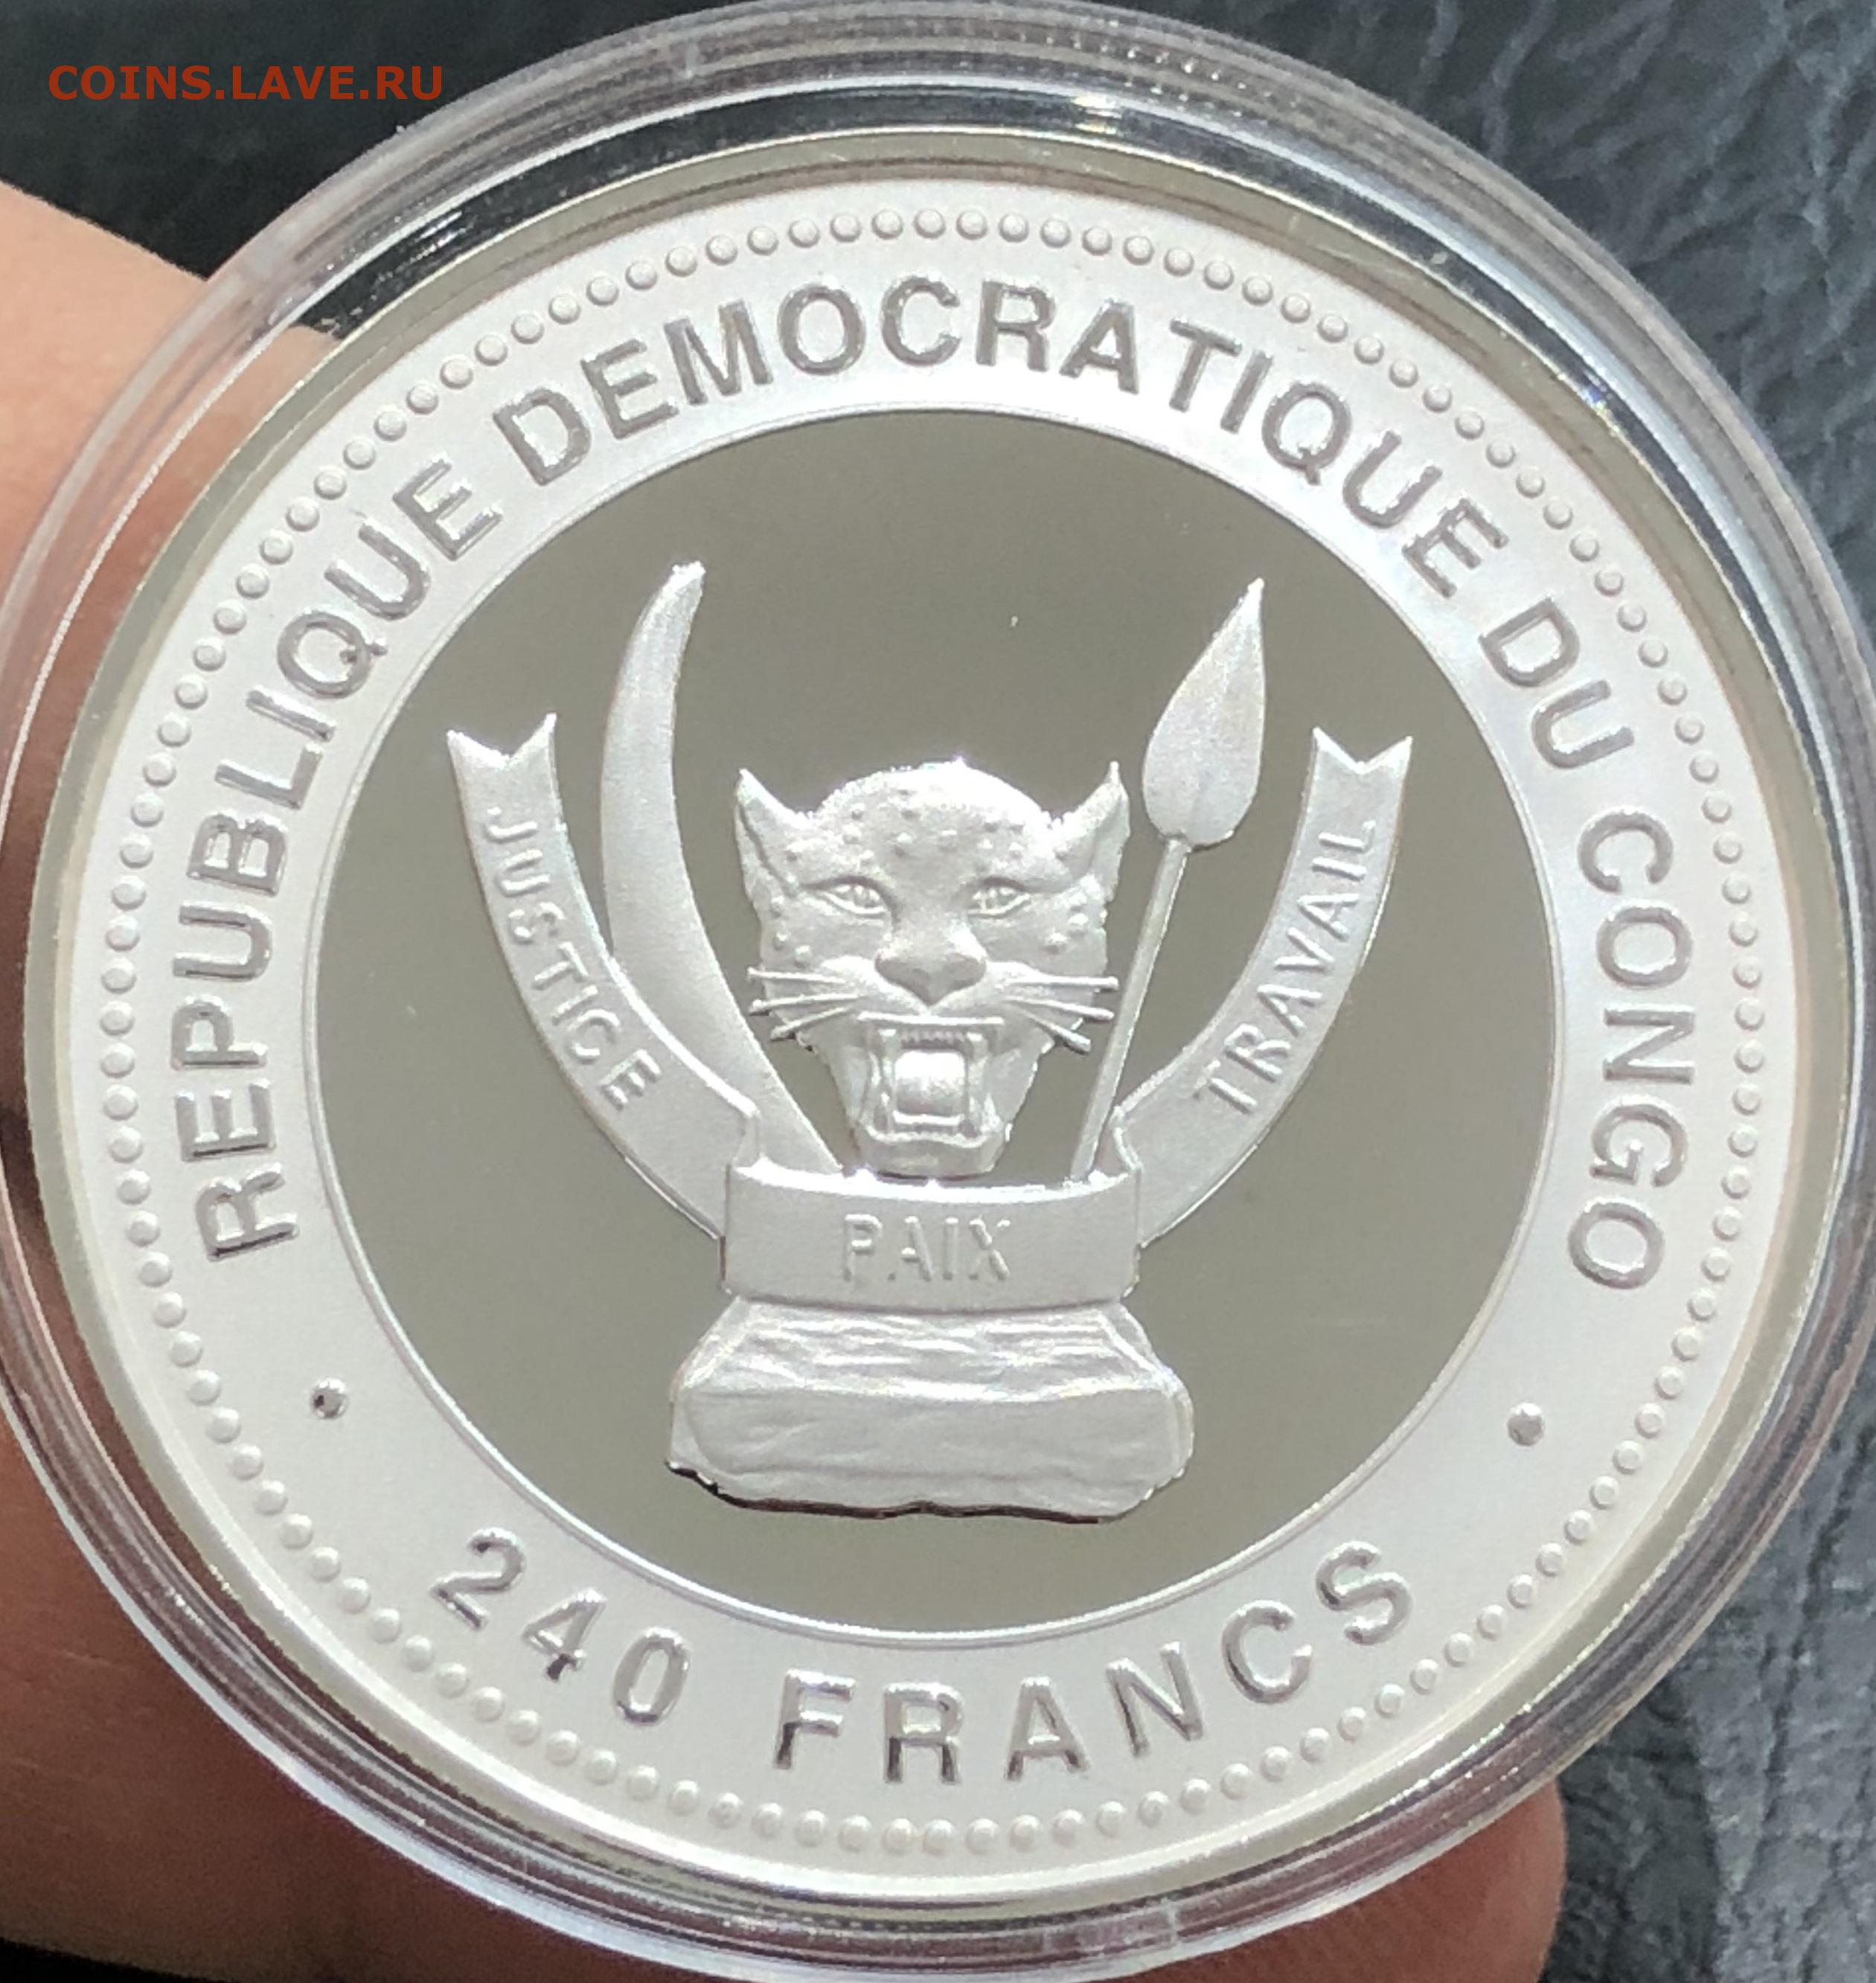 COINS.LAVE.RU
REPUBLIQUE DEMOCRATIQUE DU CONGO
JUSTICE
TRAVAIL
PAIX
240 FRANCS